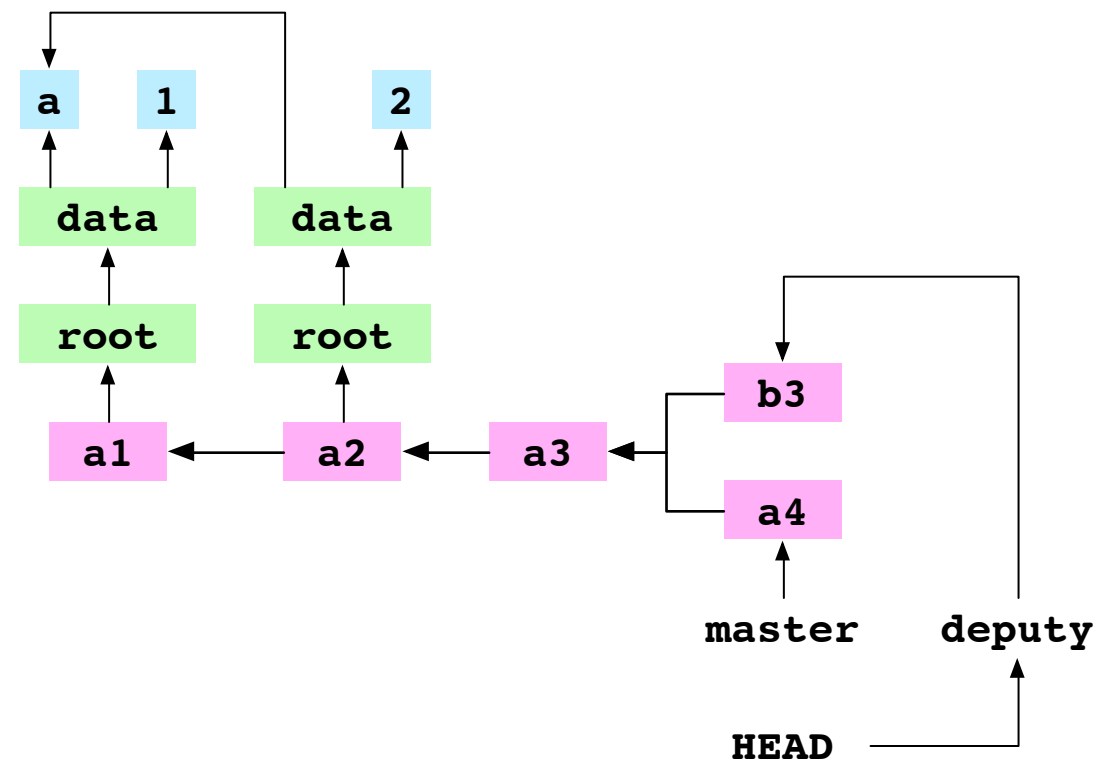 a 1 2
data data
root root
b3
a1 a2 a3
a4
master deputy
HEAD